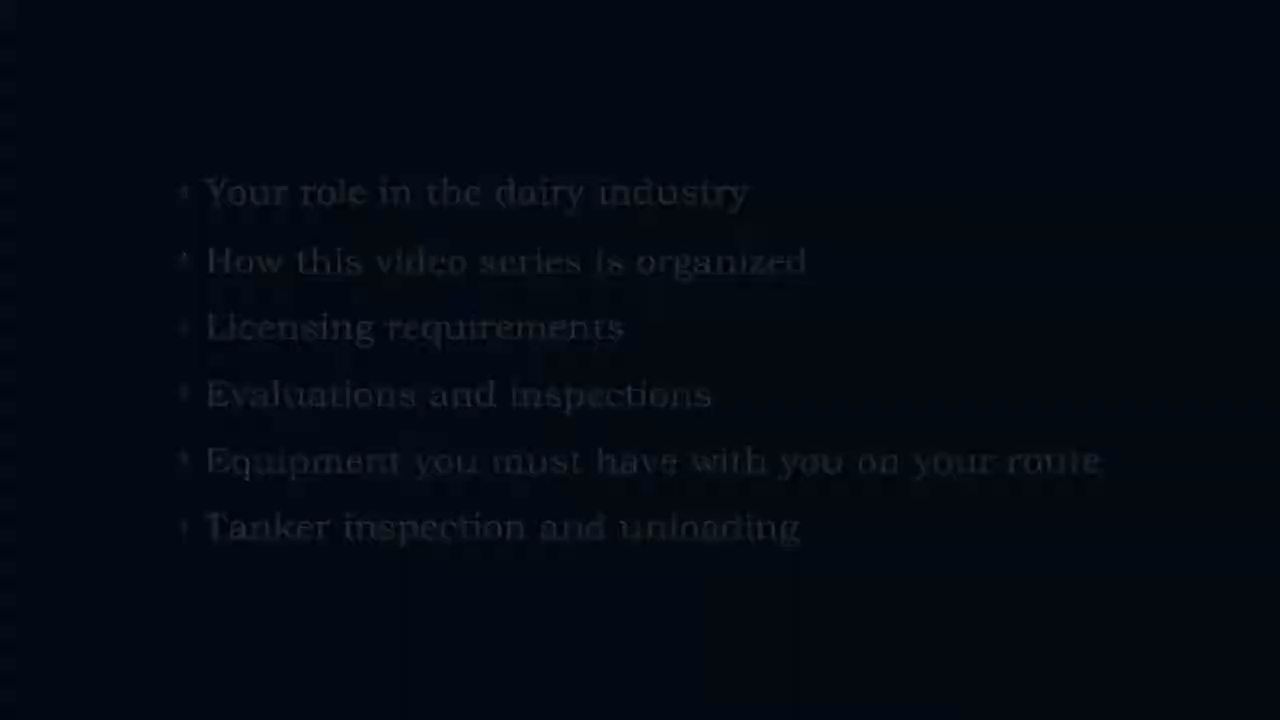 • Your role in the dairy industry
• How this video series is organized
• Licensing requirements
• Evaluations and inspections
• Equipment you must have with you on your route
• Tanker inspection and unloading